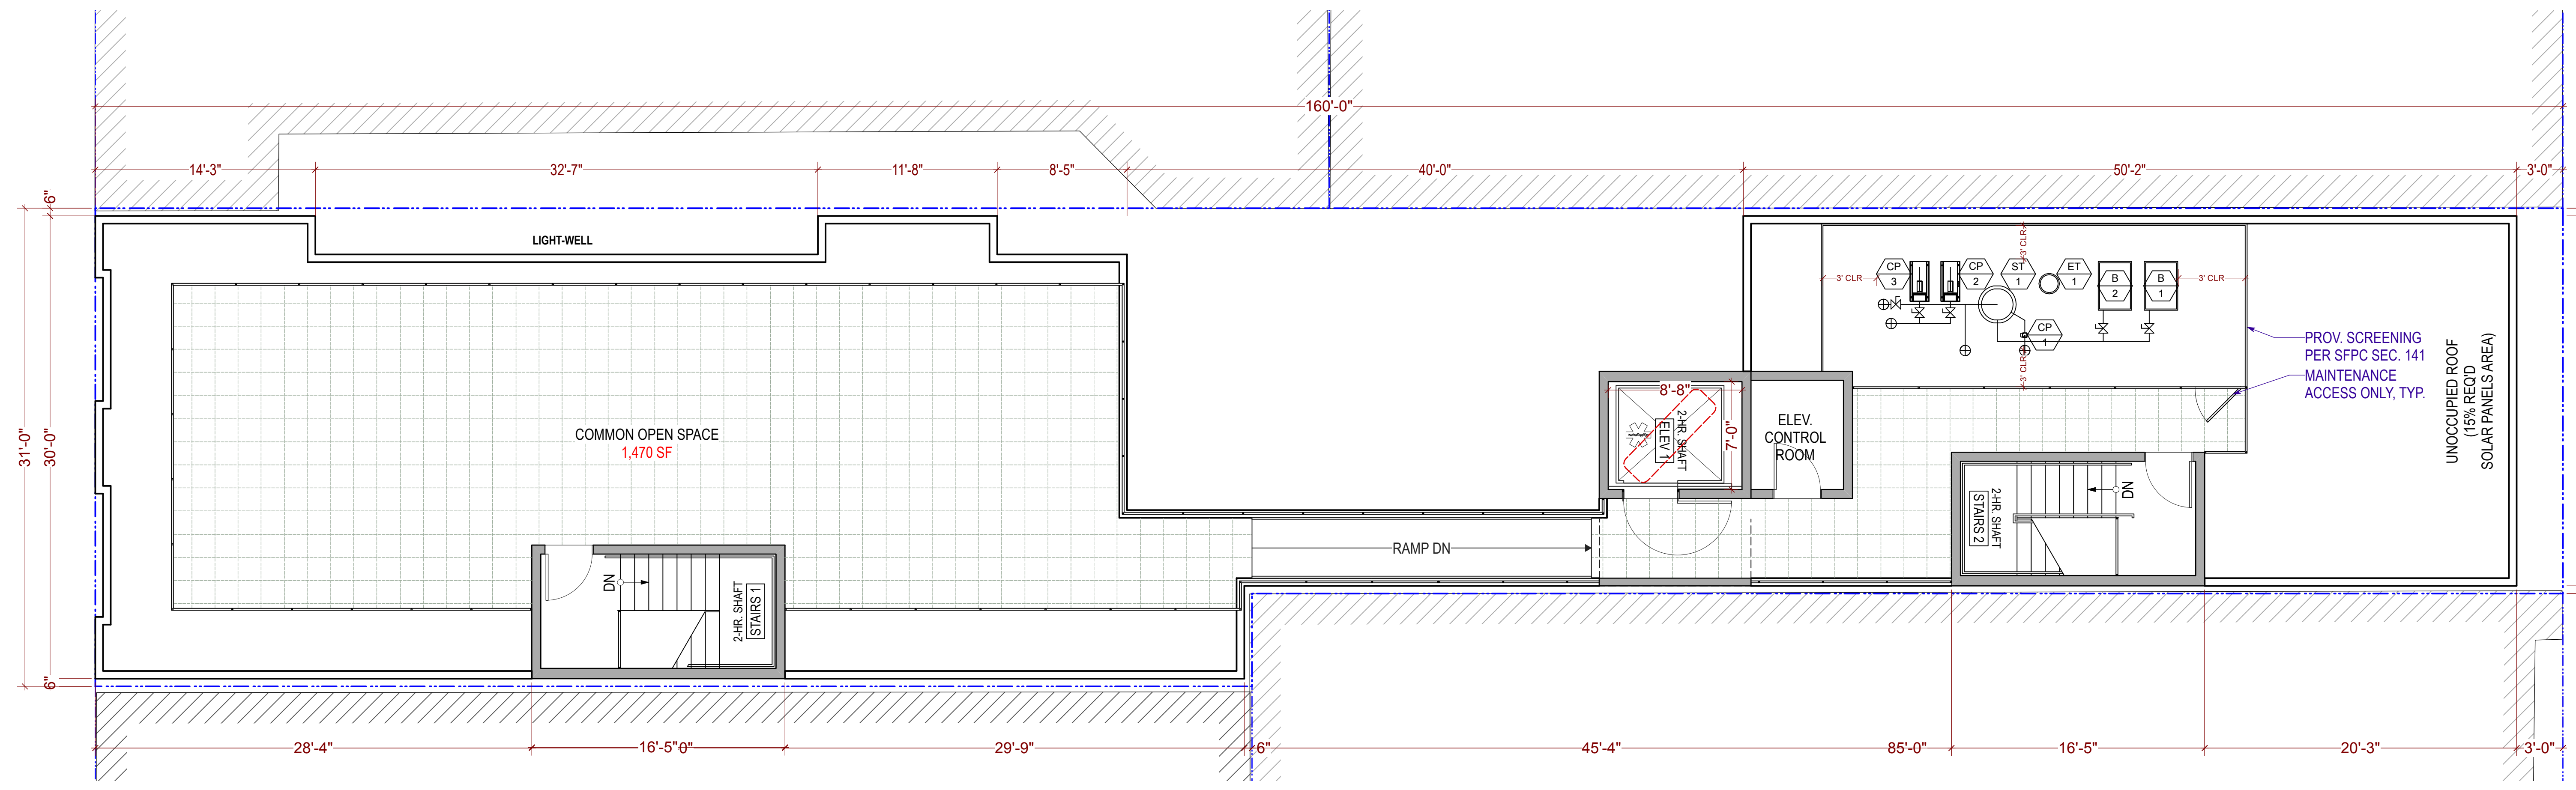 160'-0"
14'-3"
32'-7"
11'-8"
8'-5"
40'-0"
50'-2"
3'-0"
6"
LIGHT-WELL
31'-0"
30'-0"
6"
3' CLR
3' CLR
CP
3
CP
2
ST
1
ET
1
B
2
B
1
3' CLR
CP
1
3' CLR
PROV. SCREENING
PER SFPC SEC. 141
MAINTENANCE
ACCESS ONLY, TYP.
UNOCCUPIED ROOF
(15% REQ'D
SOLAR PANELS AREA)
COMMON OPEN SPACE
1,470 SF
8'-8"
7'-0"
2-HR. SHAFT
ELEV 1
ELEV.
CONTROL
ROOM
RAMP DN
DN
2-HR. SHAFT
STAIRS 1
2-HR. SHAFT
STAIRS 2
DN
28'-4"
16'-5"
0"
29'-9"
6"
45'-4"
85'-0"
16'-5"
20'-3"
3'-0"